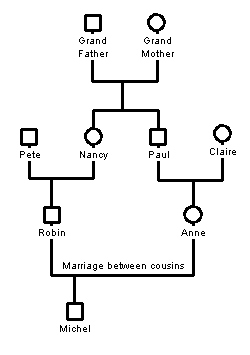 Grand Father
Grand Mother
Pete
Nancy
Paul
Claire
Robin
Anne
Marriage between cousins
Michel